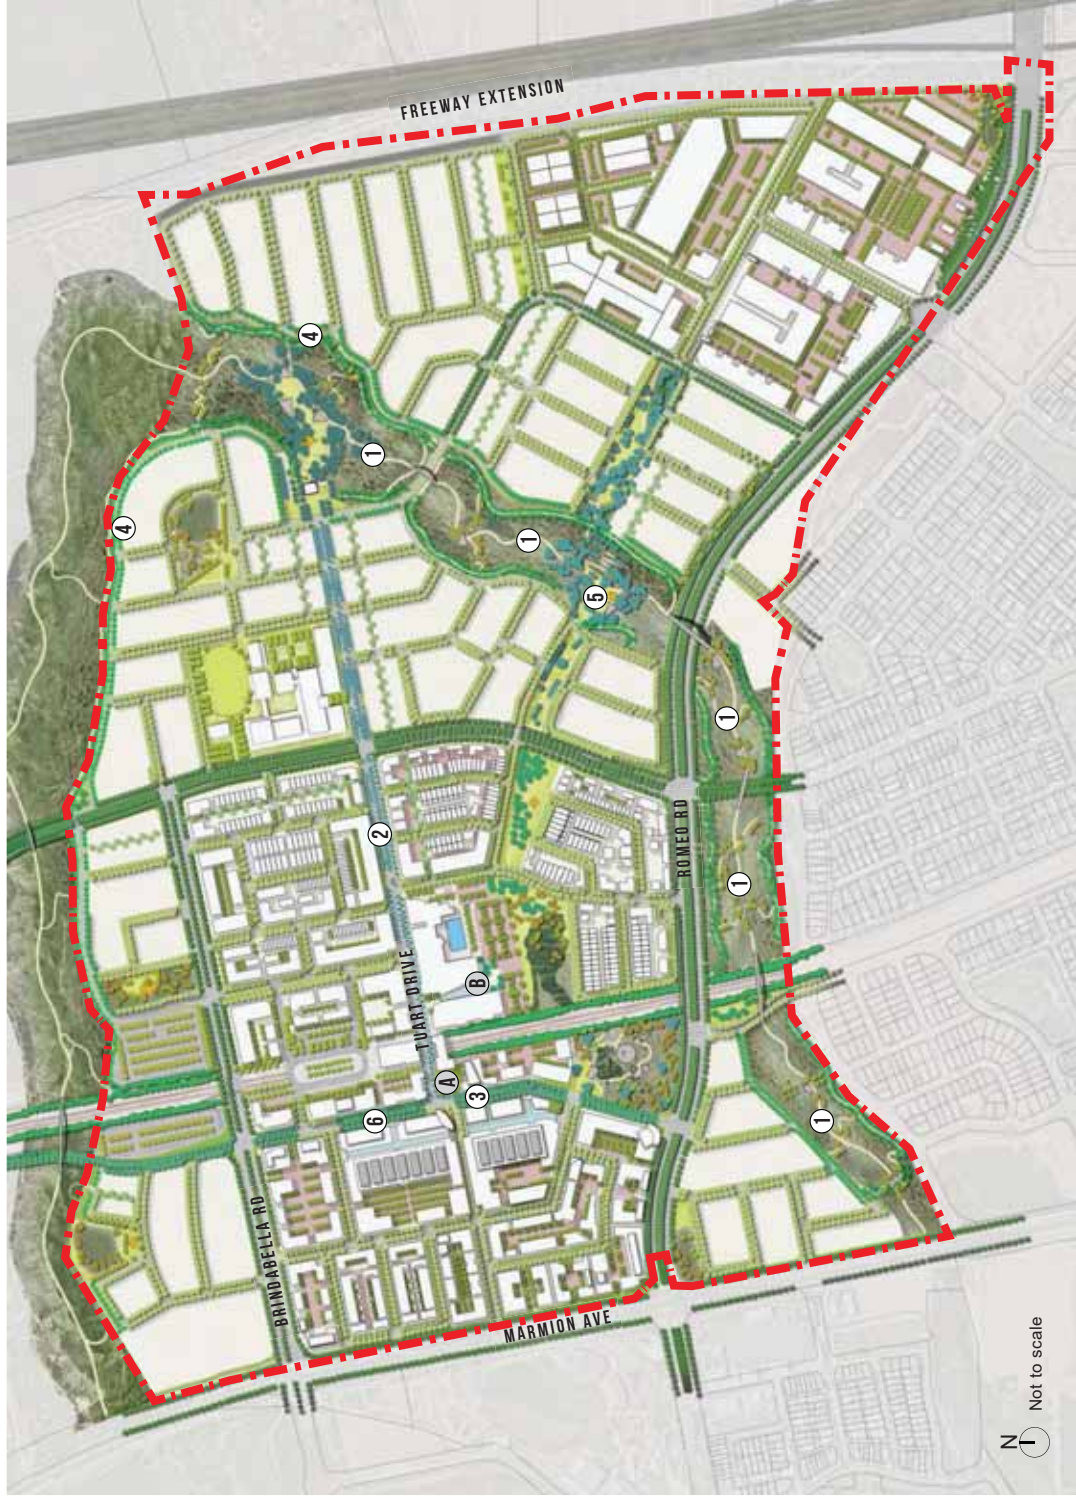 FREEWAY EXTENSION
4
1
4
1
5
1
2
ROMEO RD
1
TUART DRIVE
B
A
3
6
1
BRINDABELLA RD
MARMION AVE
N
Not to scale